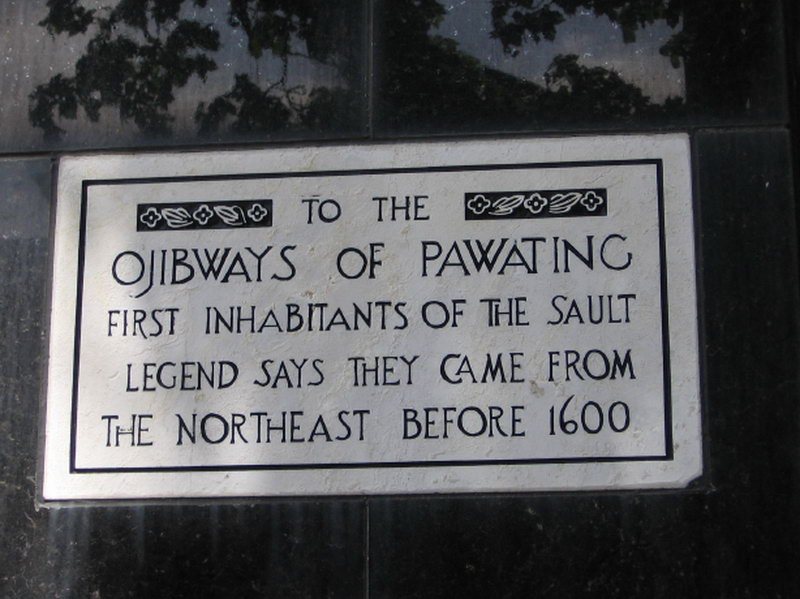 TO THE
OJIBWAYS OF PAWATING
FIRST INHABITANTS OF THE SAULT
LEGEND SAYS THEY CAME FROM
THE NORTHEAST BEFORE 1600